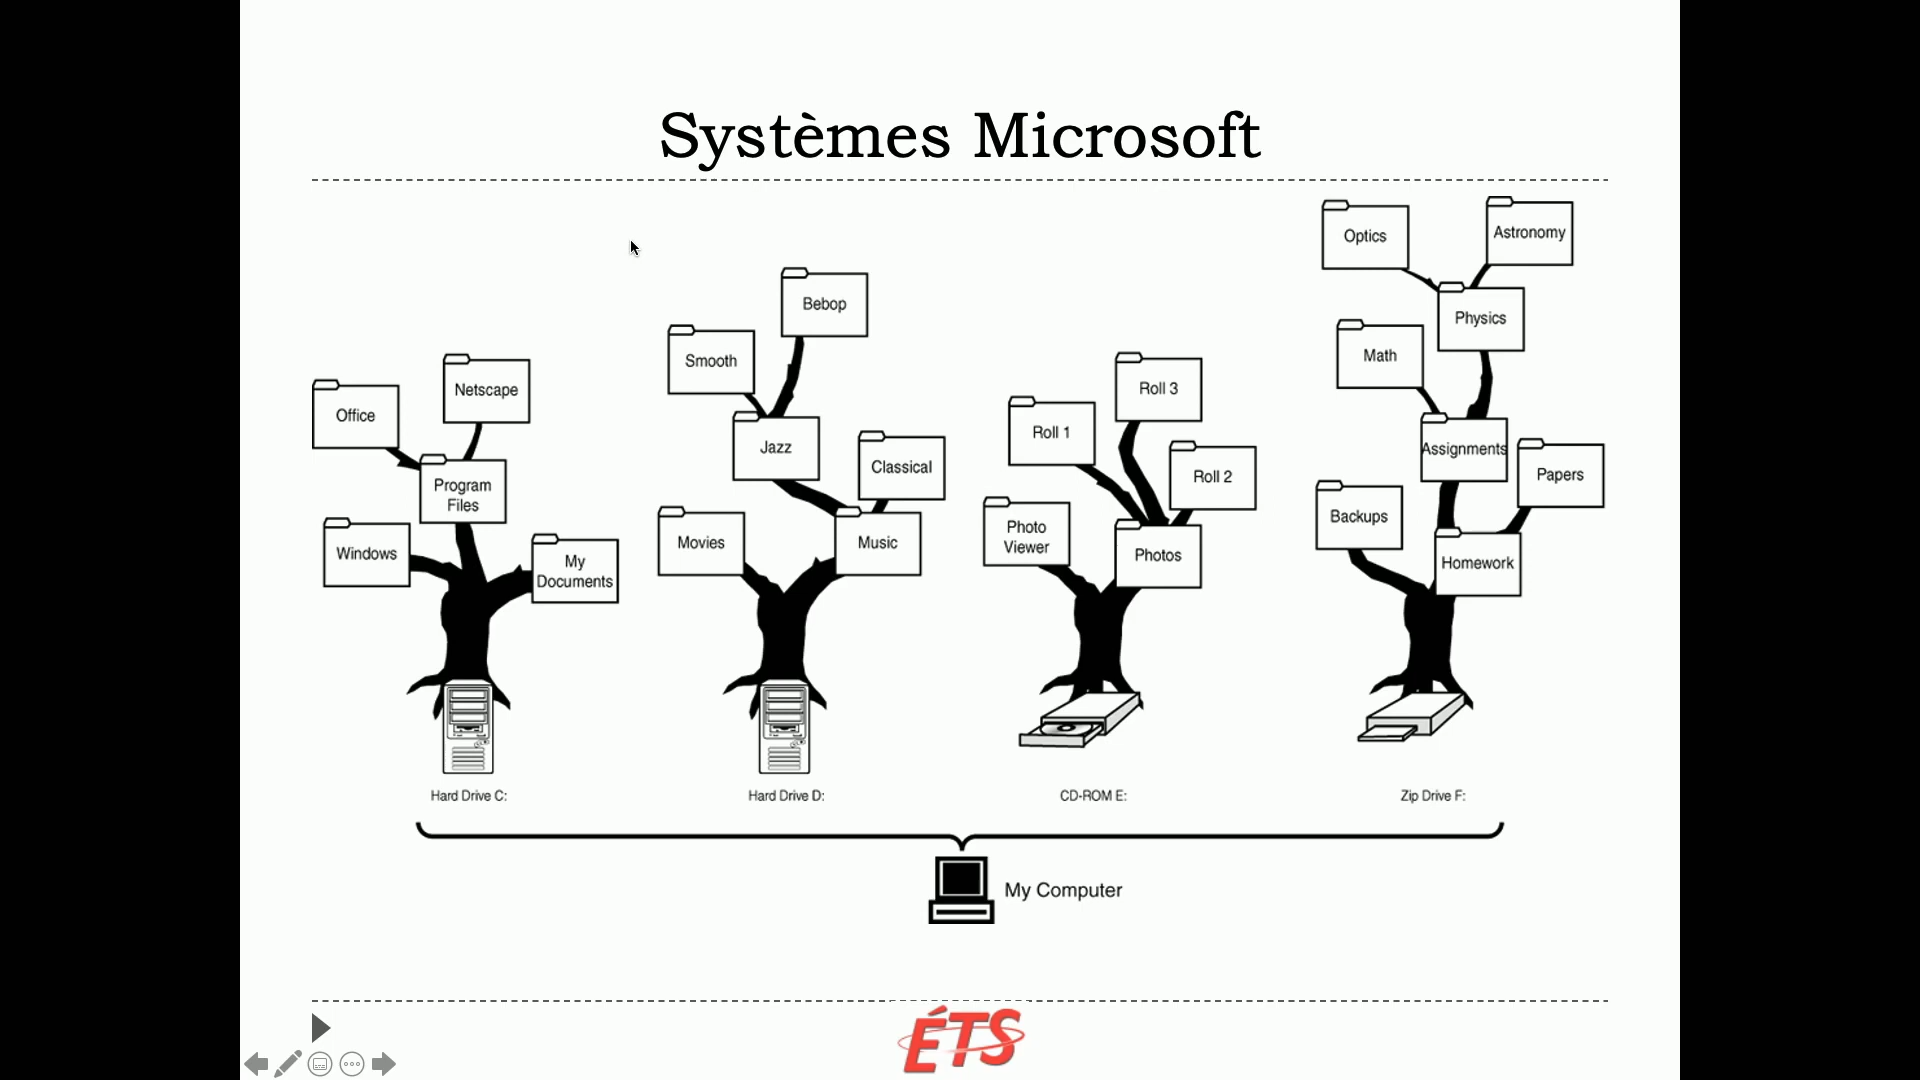 Systèmes Microsoft
Optics
Astronomy
Bebop
Physics
Smooth
Math
Netscape
Roll 3
Office
Roll 1
Jazz
Assignments
Classical
Roll 2
Papers
Program
Files
Backups
Windows
Movies
Music
Photo
Viewer
Photos
Homework
My
Documents
Hard Drive C:
Hard Drive D:
CD-ROM E:
Zip Drive F:
My Computer
ÉTS